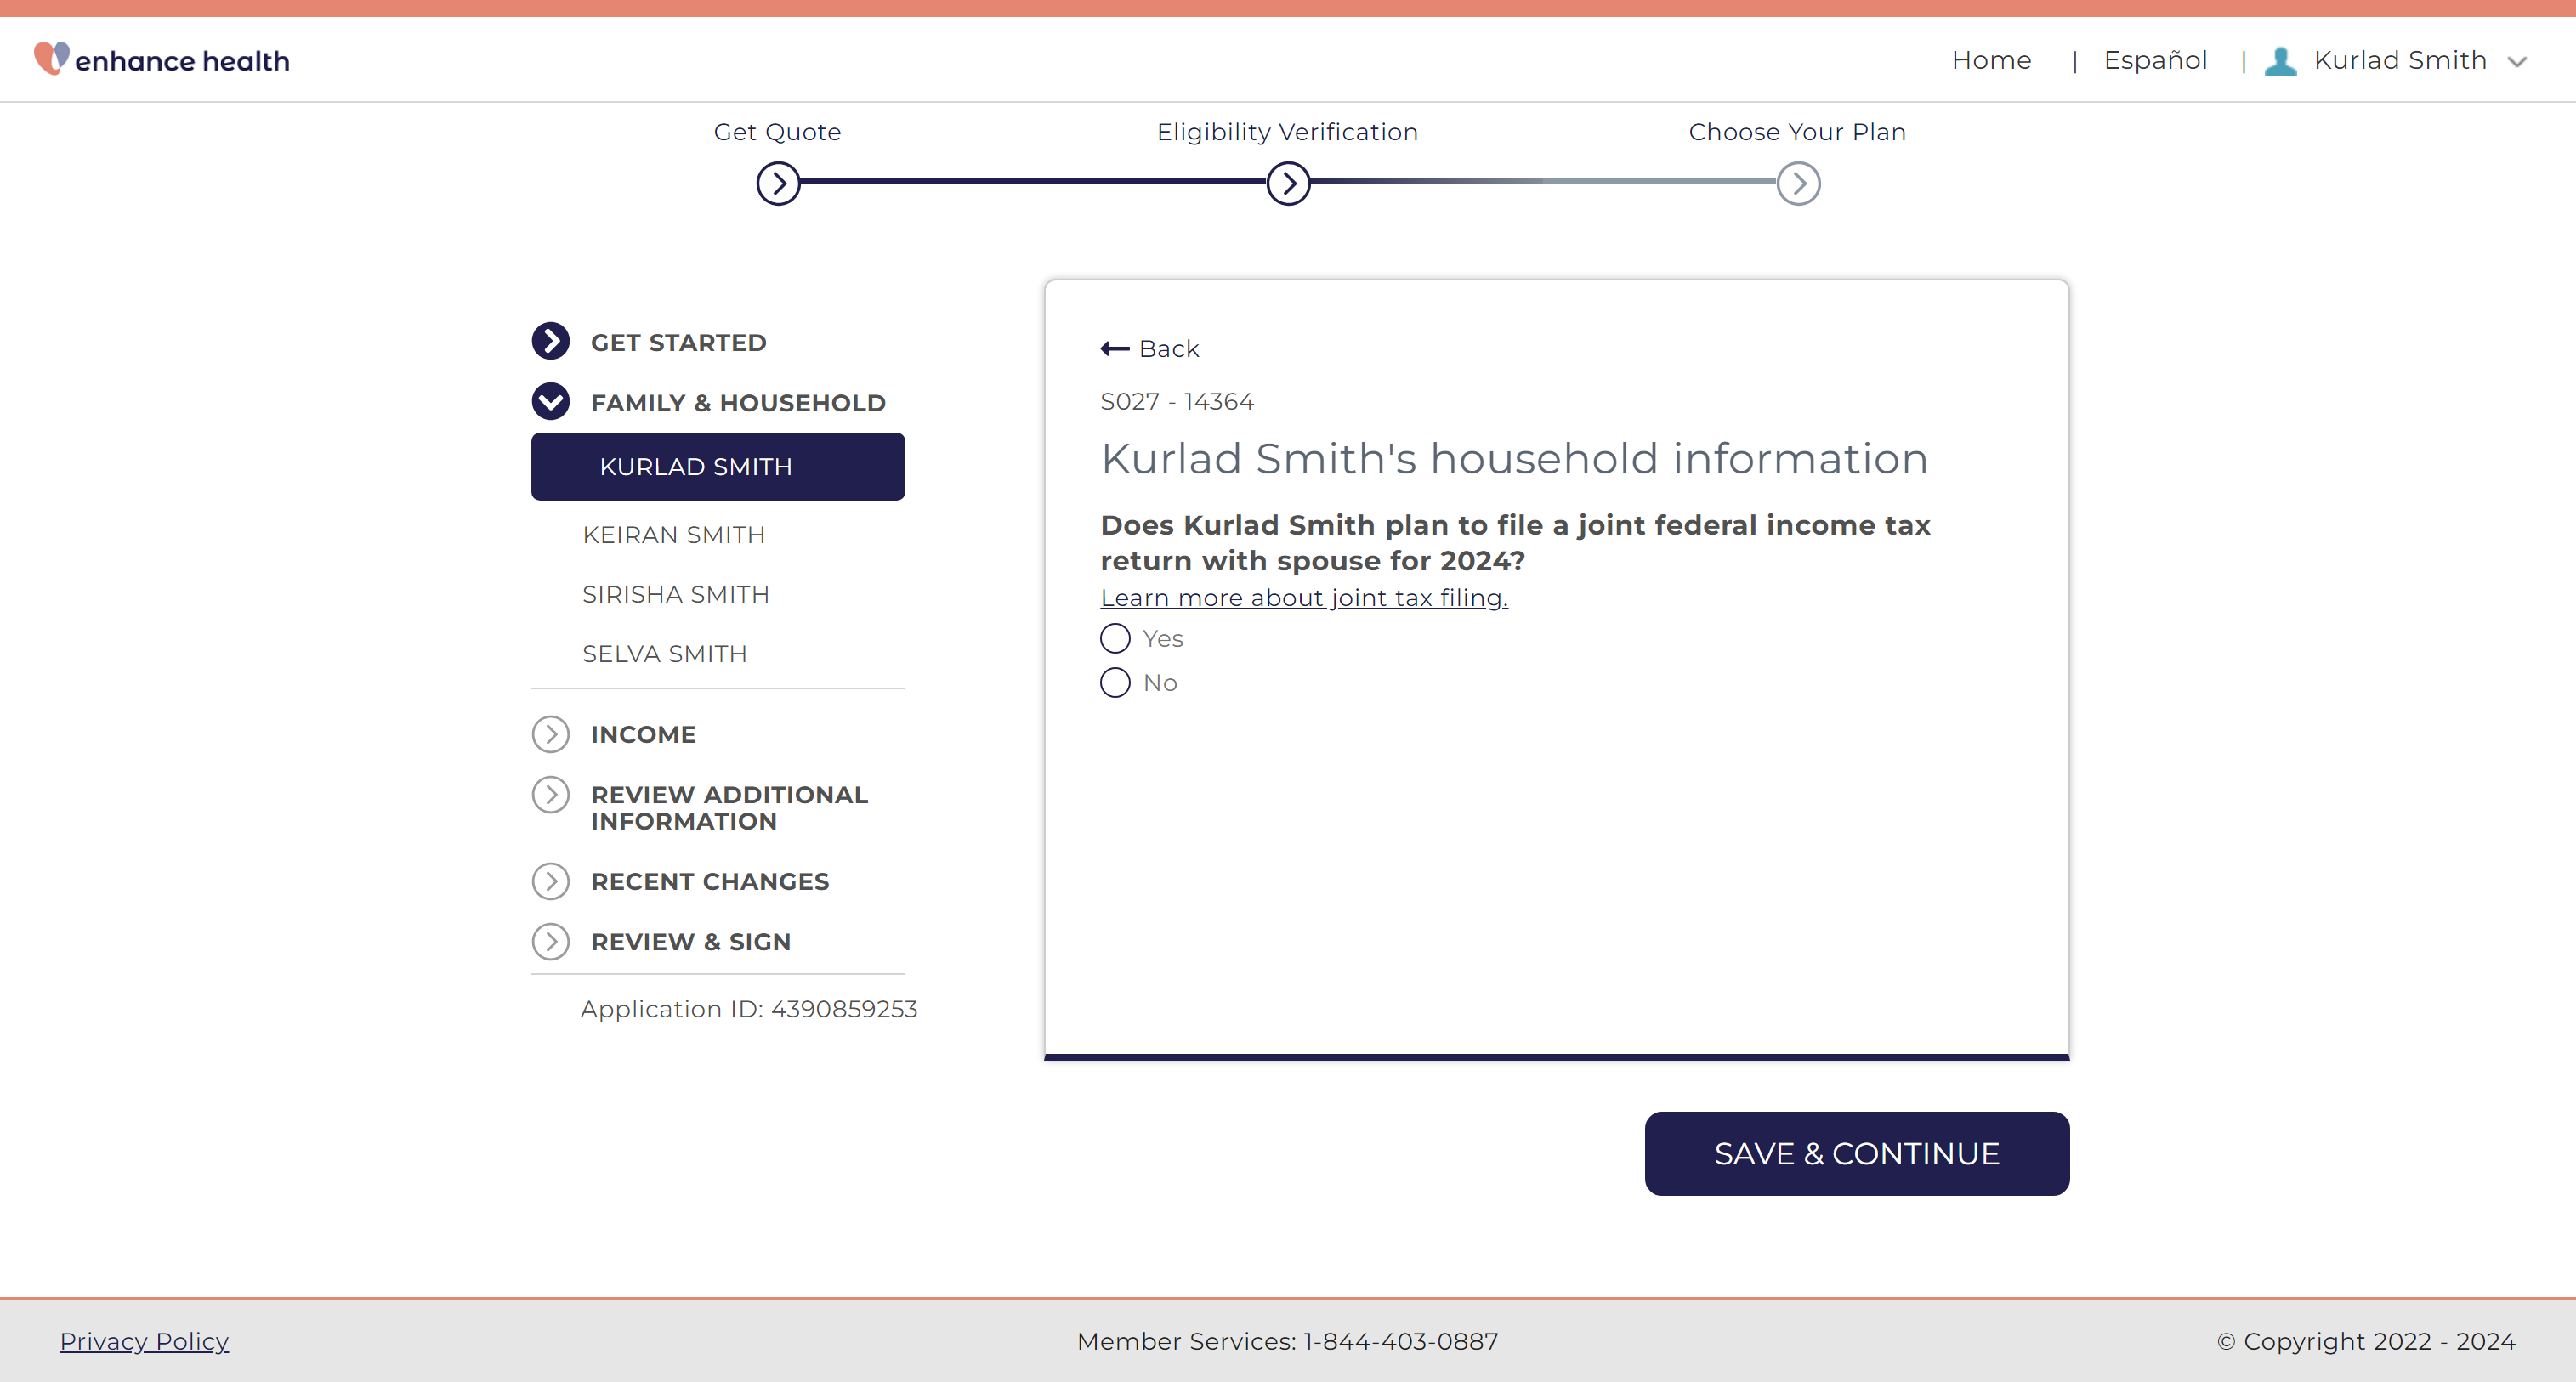 enhance health
Home | Español | Kurlad Smith
Get Quote
Eligibility Verification
Choose Your Plan
GET STARTED
FAMILY & HOUSEHOLD
KURLAD SMITH
KEIRAN SMITH
SIRISHA SMITH
SELVA SMITH
INCOME
REVIEW ADDITIONAL
INFORMATION
RECENT CHANGES
REVIEW & SIGN
Application ID: 4390859253
Back
S027 - 14364
Kurlad Smith's household information
Does Kurlad Smith plan to file a joint federal income tax
return with spouse for 2024?
Learn more about joint tax filing.
Yes
No
SAVE & CONTINUE
Privacy Policy
Member Services: 1-844-403-0887
© Copyright 2022 - 2024